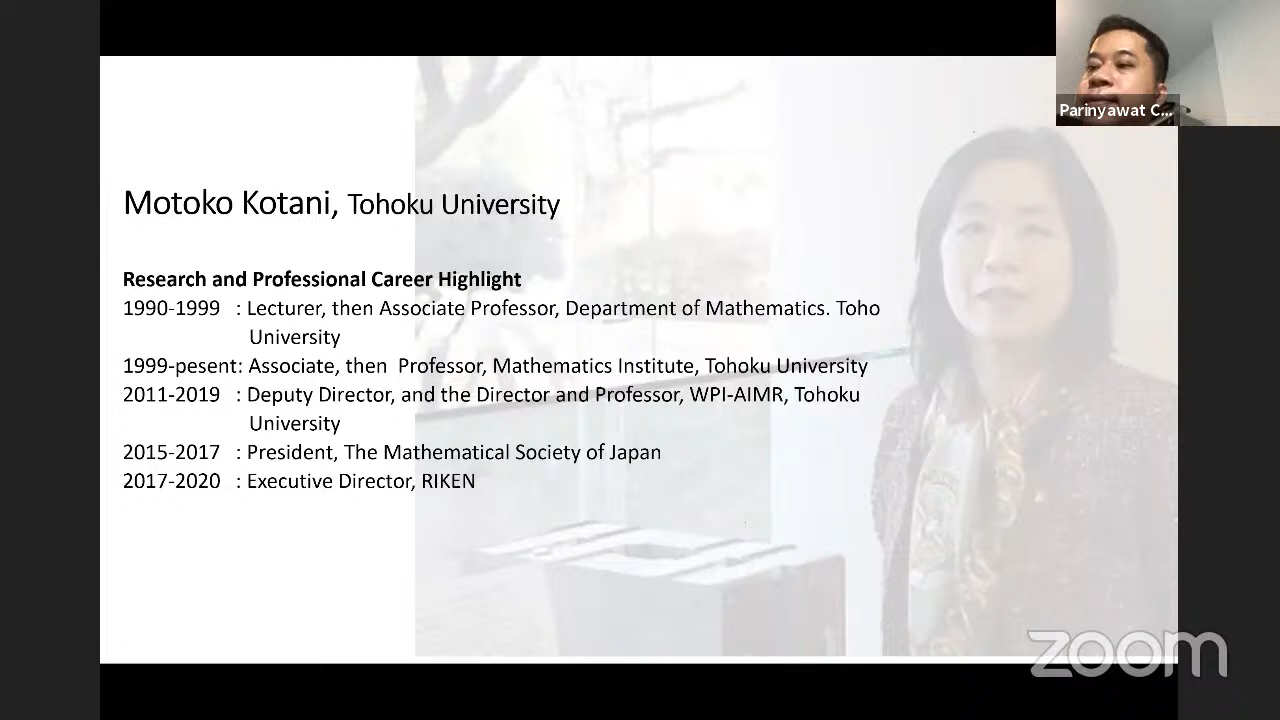 Parinyawat C...
Motoko Kotani, Tohoku University
Research and Professional Career Highlight
1990-1999 : Lecturer, then Associate Professor, Department of Mathematics. Toho
University
1999-pesent: Associate, then Professor, Mathematics Institute, Tohoku University
2011-2019 : Deputy Director, and the Director and Professor, WPI-AIMR, Tohoku
University
2015-2017 : President, The Mathematical Society of Japan
2017-2020 : Executive Director, RIKEN
zoom